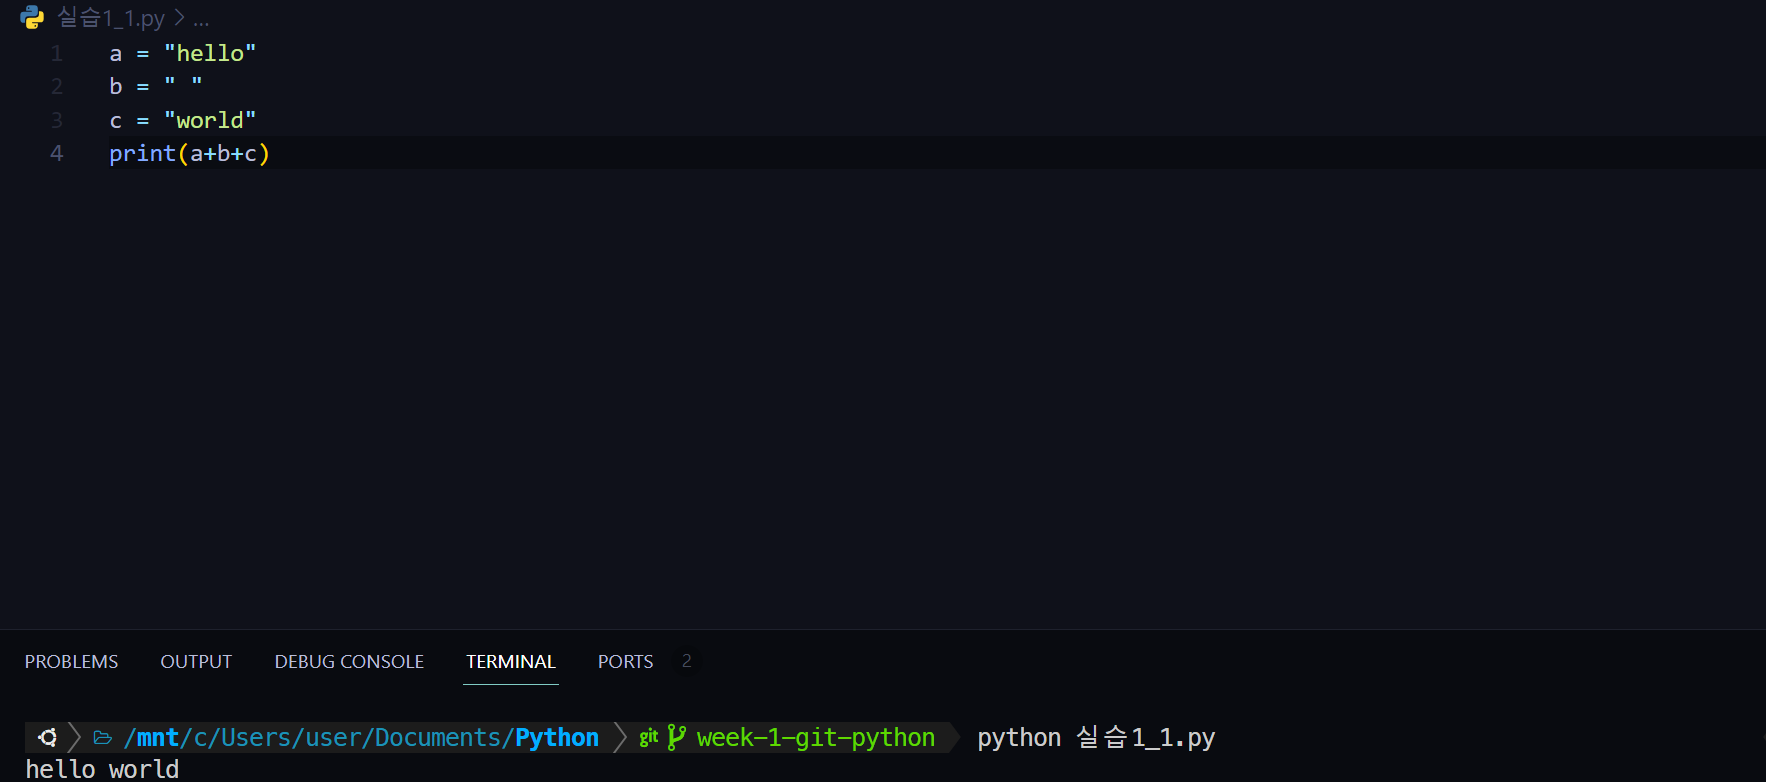 실습1_1.py > ...
1 a = "hello"
2 b = " "
3 c = "world"
4 print(a+b+c)
PROBLEMS OUTPUT DEBUG CONSOLE TERMINAL PORTS 2
/mnt/c/Users/user/Documents/Python git week-1-git-python python 실습1_1.py
hello world